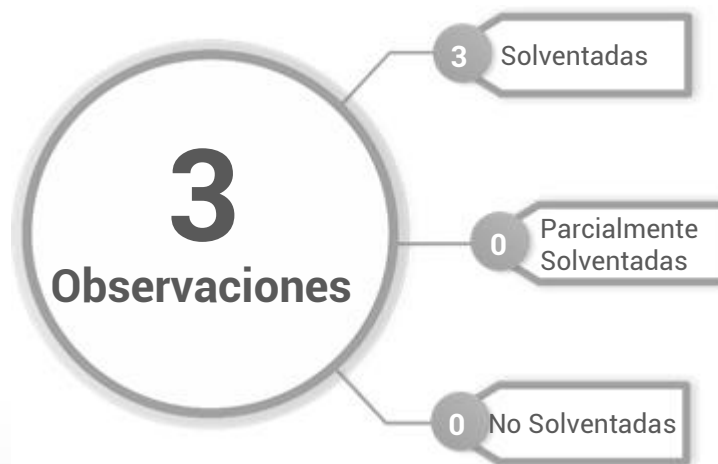 3
Observaciones
3 Solventadas
0 Parcialmente
Solventadas
0 No Solventadas